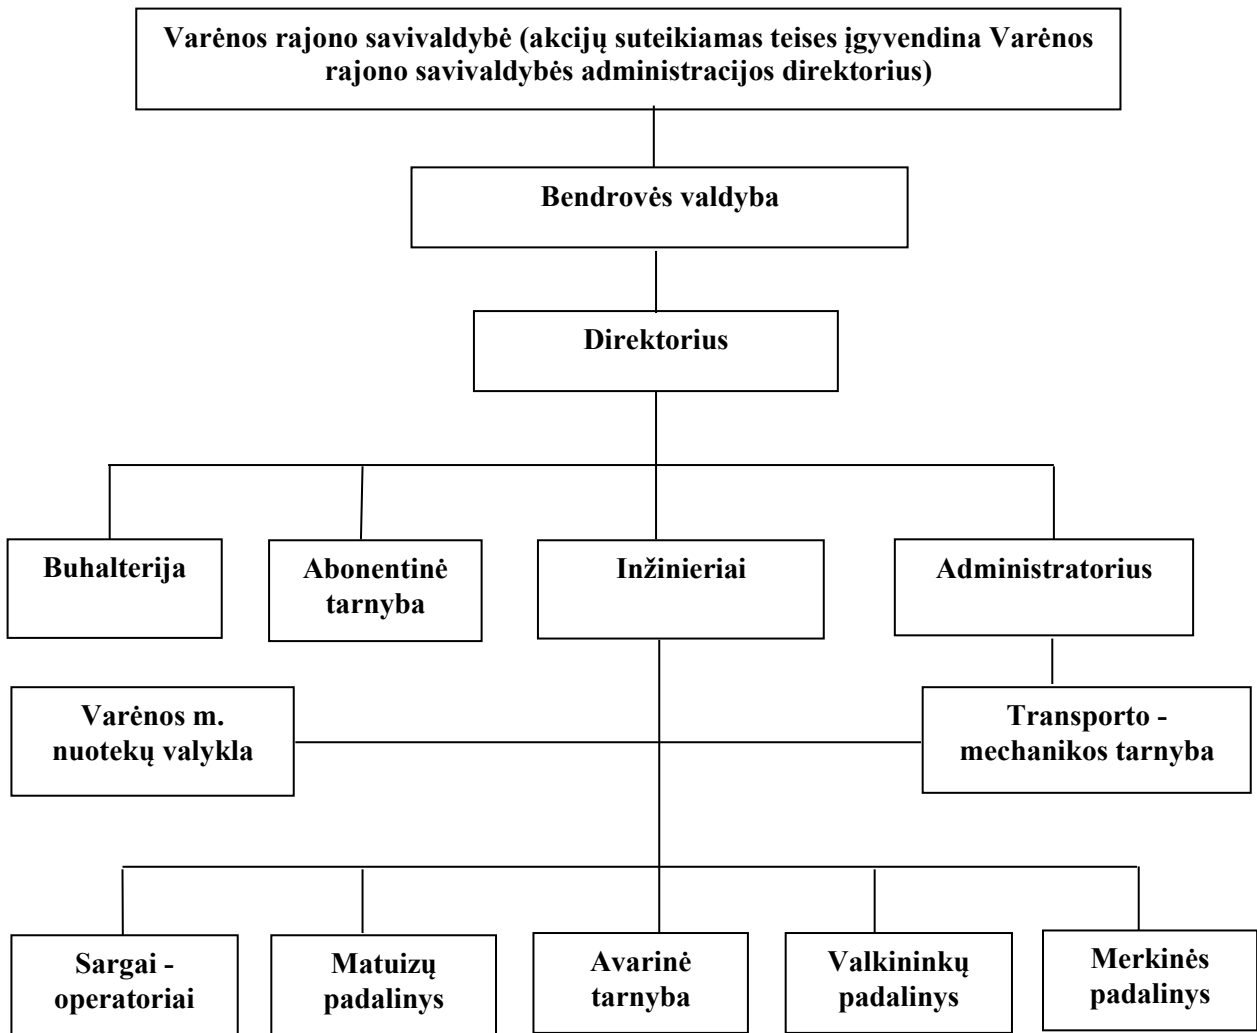 Varėnos rajono savivaldybė (akcijų suteikiamas teises įgyvendina Varėnos
rajono savivaldybės administracijos direktorius)
Bendrovės valdyba
Direktorius
Buhalterija
Abonentinė
tarnyba
Inžinieriai
Administratorius
Varėnos m.
nuotekų valykla
Transporto -
mechanikos tarnyba
Sargai -
operatoriai
Matuizų
padalinys
Avarinė
tarnyba
Valkininkų
padalinys
Merkinės
padalinys